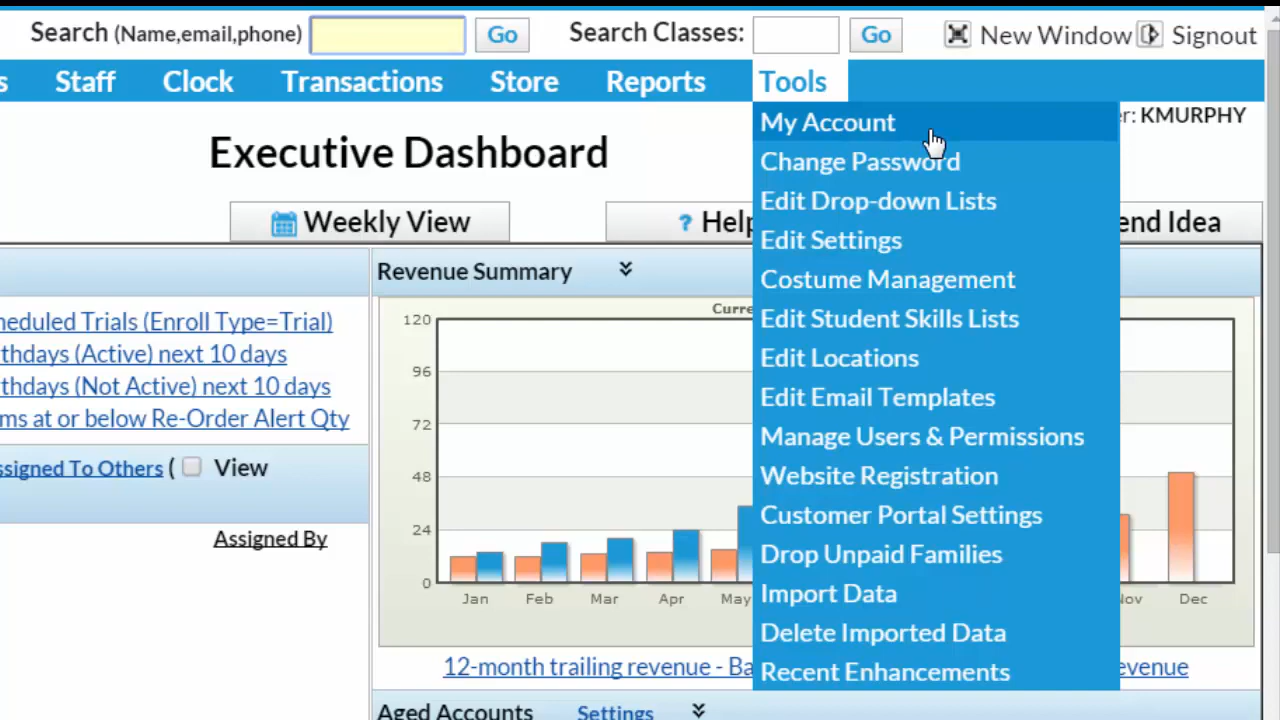 Search (Name,email,phone) Go Search Classes: Go New Window Signout
s Staff Clock Transactions Store Reports Tools
er: KMURPHY
Executive Dashboard
Weekly View ? Help end Idea
My Account
Change Password
Edit Drop-down Lists
Edit Settings
Costume Management
Edit Student Skills Lists
Edit Locations
Edit Email Templates
Manage Users & Permissions
Website Registration
Customer Portal Settings
Drop Unpaid Families
Import Data
Delete Imported Data
Recent Enhancements
heduled Trials (Enroll Type=Trial)
rthdays (Active) next 10 days
rthdays (Not Active) next 10 days
ms at or below Re-Order Alert Qty
ssigned To Others ( View
Assigned By
Revenue Summary
Curre
120
96
72
48
24
0
Jan Feb Mar Apr May Nov Dec
12-month trailing revenue - Ba evenue
Aged Accounts Settings